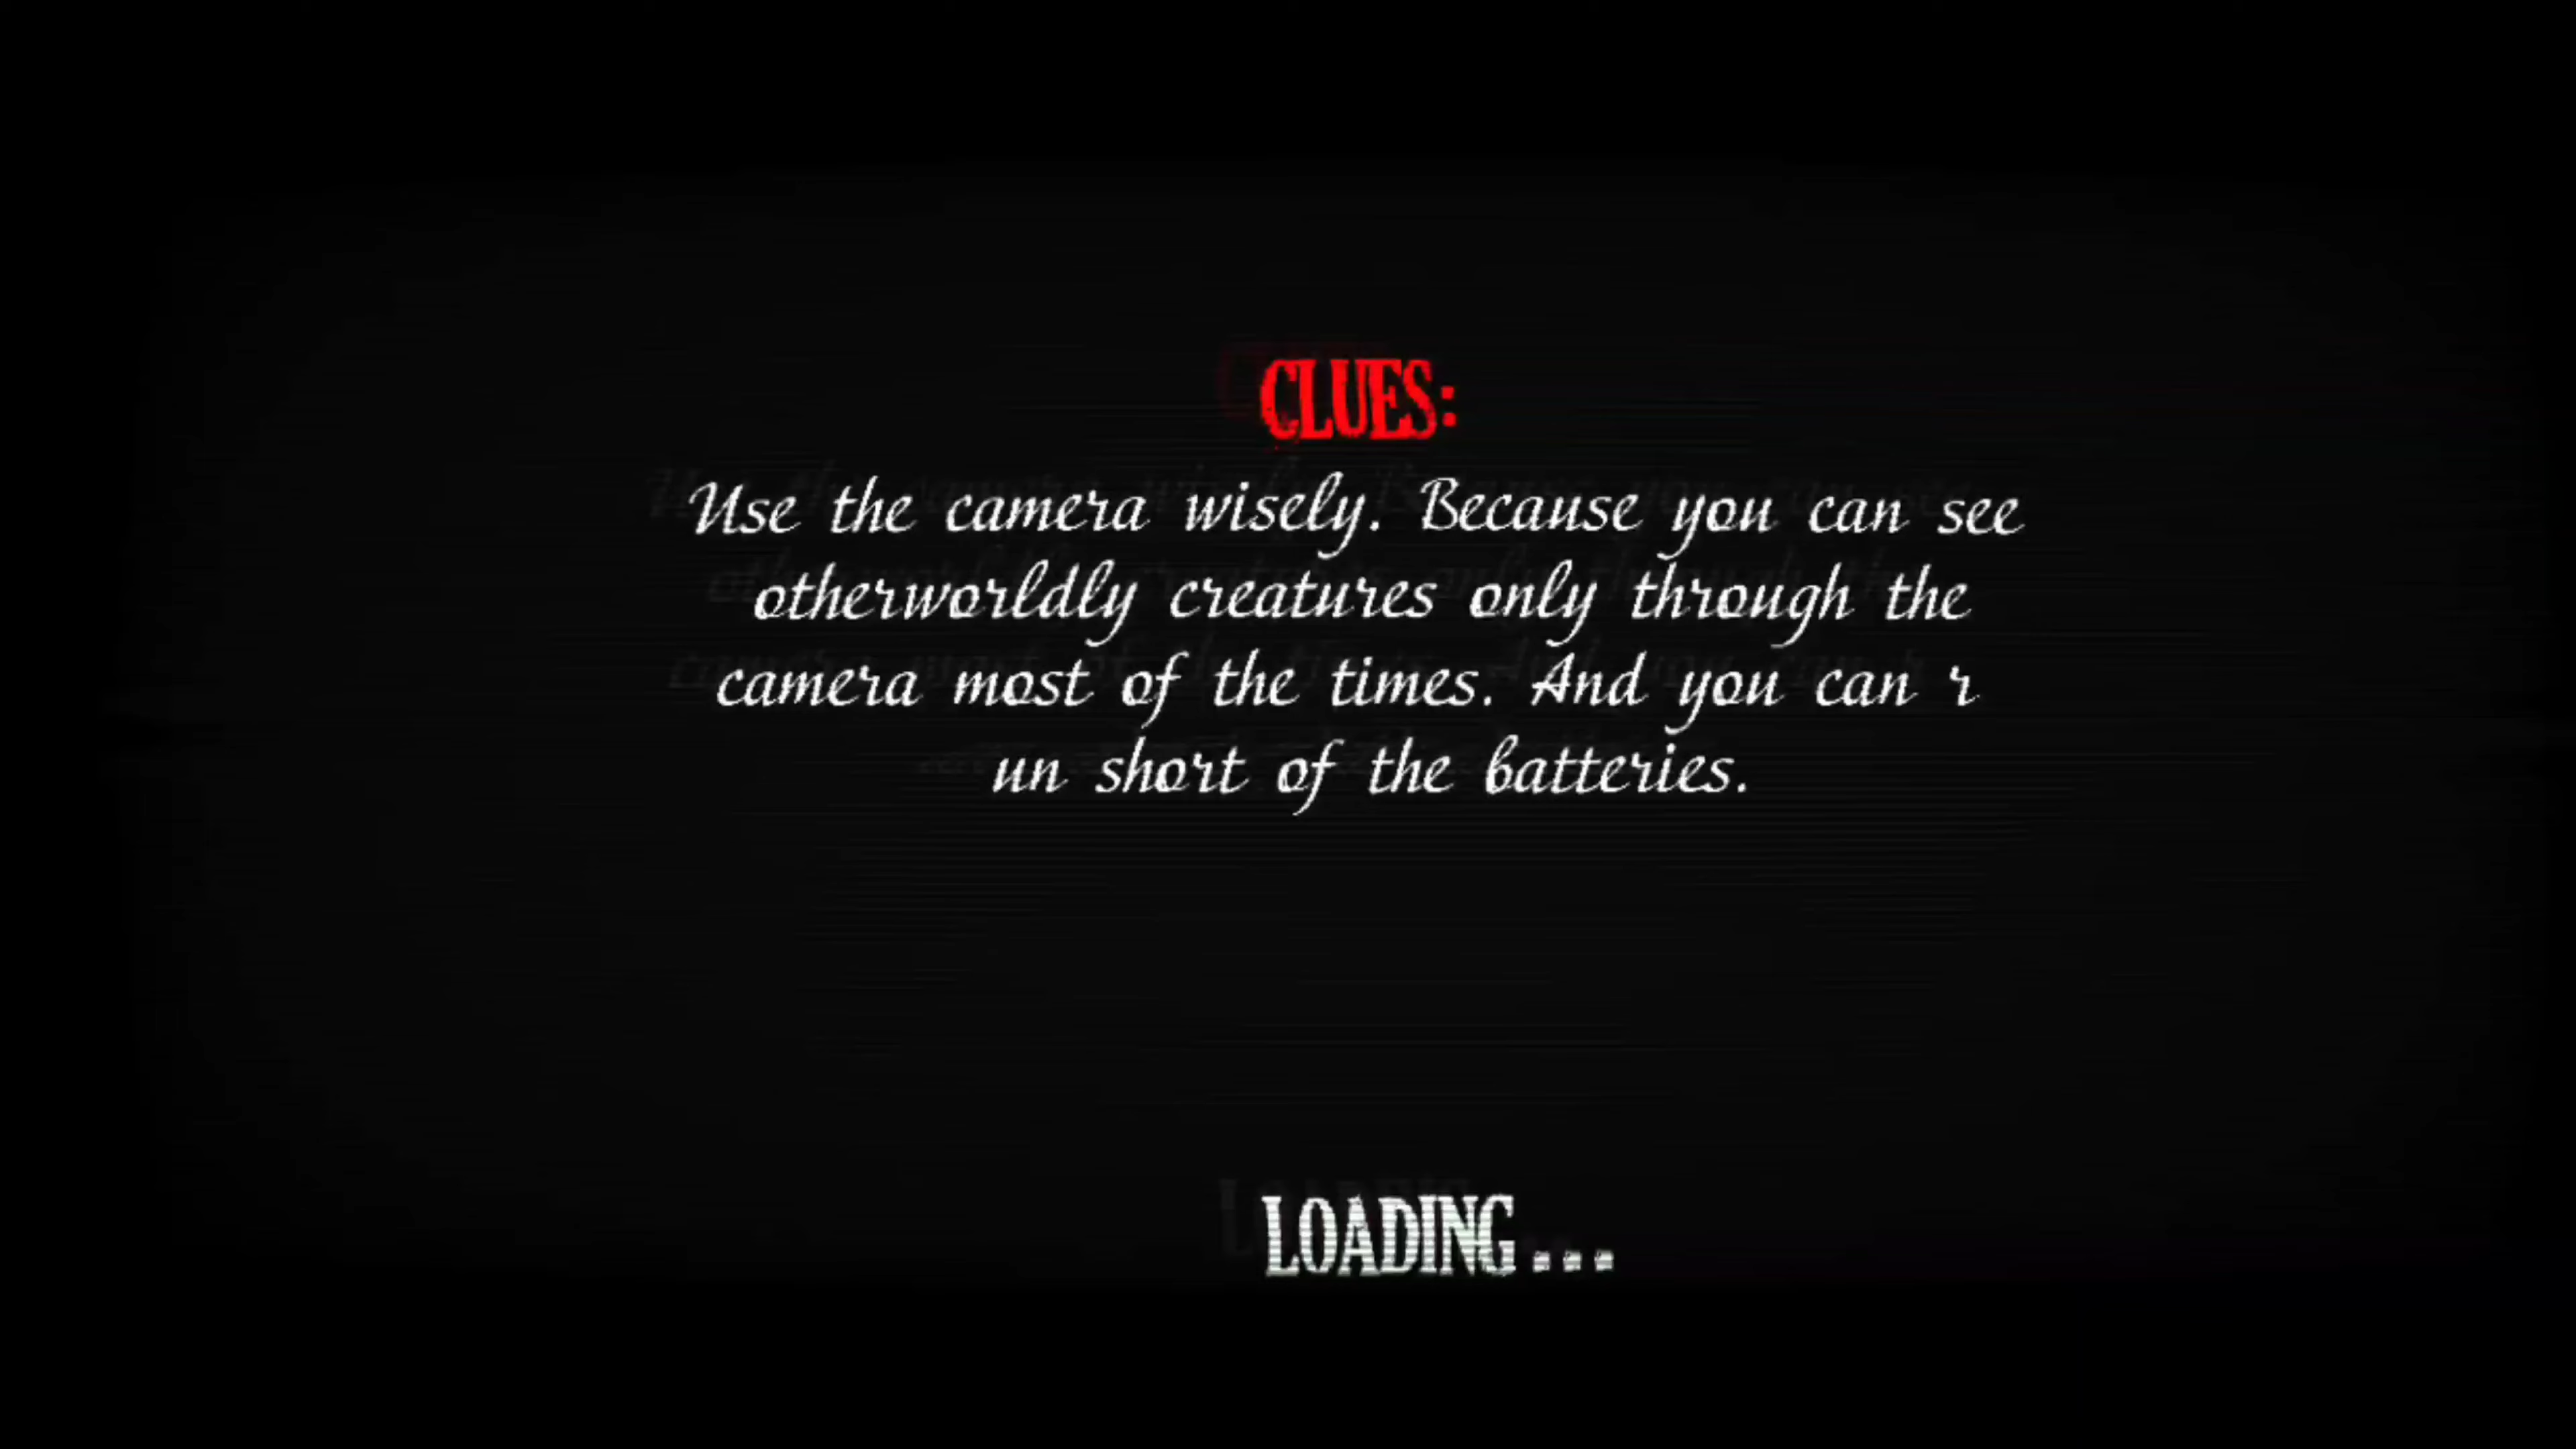 CLUES:
Use the camera wisely. Because you can see
otherworldly creatures only through the
camera most of the times. And you can r
un short of the batteries.
LOADING...